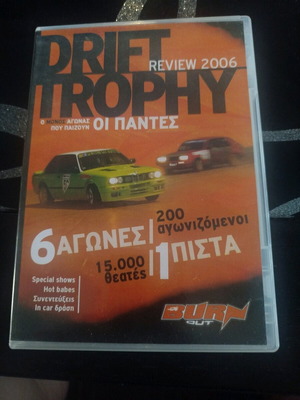 DRIFT
REVIEW 2006
TROPHY
Ο ΜΟΝΟΣ ΑΓΩΝΑΣ
ΠΟΥ ΠΑΙΖΟΥΝ ΟΙ ΠΑΝΤΕΣ
6 ΑΓΩΝΕΣ
200
αγωνιζόμενοι
15.000
θεατές
1 ΠΙΣΤΑ
Special shows
Hot babes
Συνεντεύξεις
In car δράση
BURN
OUT